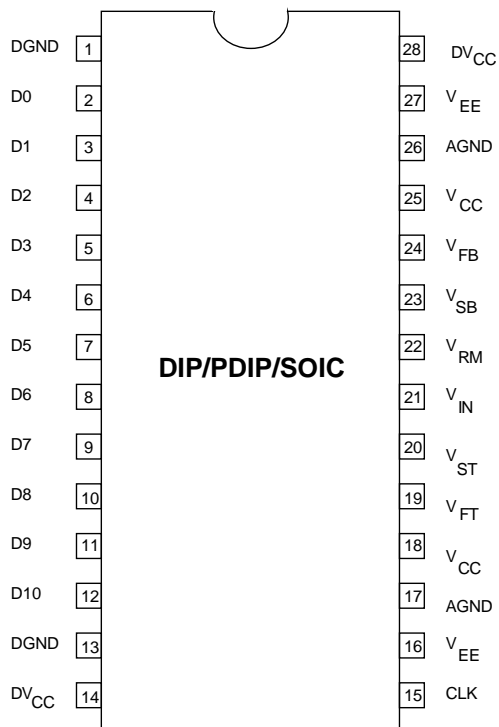 DGND 1 28 DVCC
D0 2 27 VEE
D1 3 26 AGND
D2 4 25 VCC
D3 5 24 VFB
D4 6 23 VSB
D5 7 22 VRM
DIP/PDIP/SOIC
D6 8 21 VIN
D7 9 20 VST
D8 10 19 VFT
D9 11 18 VCC
D10 12 17 AGND
DGND 13 16 VEE
DVCC 14 15 CLK